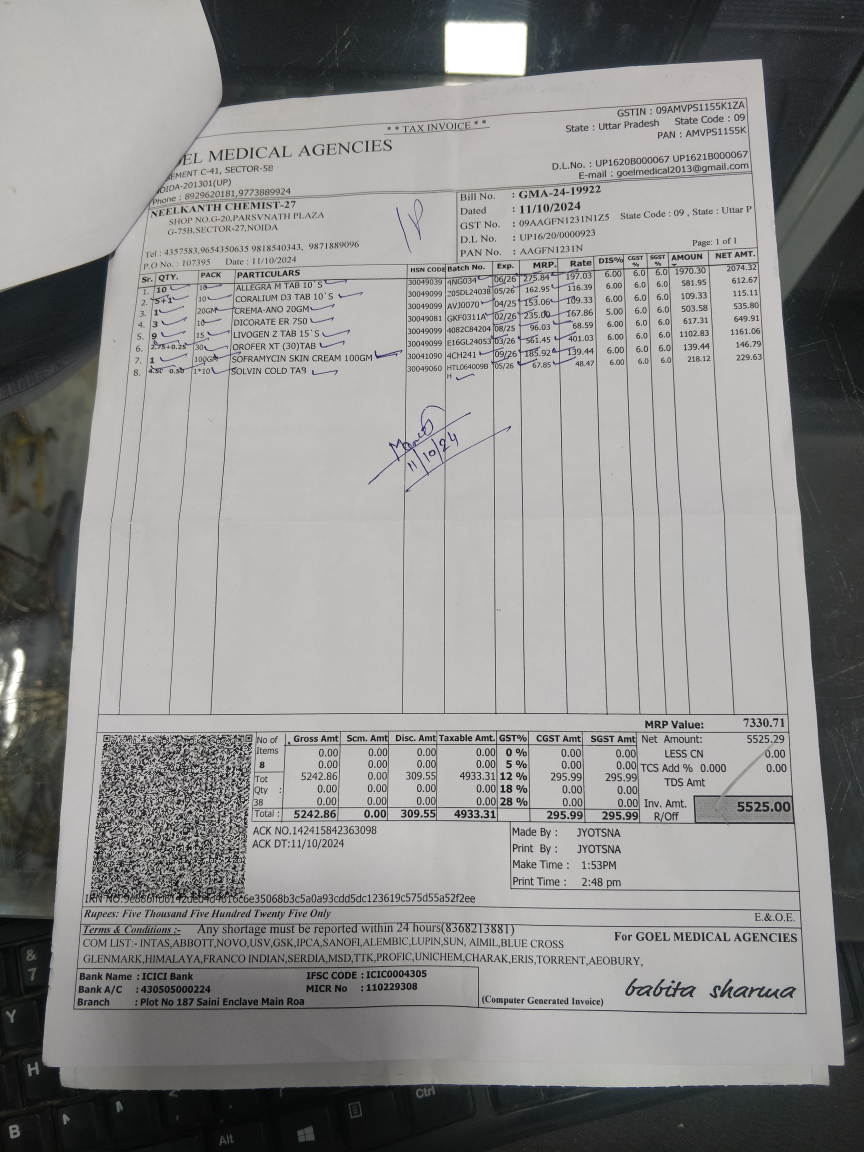 ** TAX INVOICE **
GSTIN : 09AMVPS1155K1ZA
State : Uttar Pradesh State Code : 09
PAN : AMVPS1155K
OEL MEDICAL AGENCIES
EMENT C-41, SECTOR-58
NOIDA-201301(UP)
Phone : 8929620181,9773889924
D.L.No. : UP1620B000067 UP1621B000067
E-mail : goelmedical2013@gmail.com
NEELKANTH CHEMIST-27
SHOP NO.G-20,PARSVNATH PLAZA
G-75B,SECTOR-27,NOIDA
Tel : 4357583,9654350635 9818540343, 9871889096
P.O No. : 107395 Date : 11/10/2024
Bill No. : GMA-24-19922
Dated : 11/10/2024
GST No. : 09AAGFN1231N1Z5 State Code : 09 , State : Uttar P
D.L No. : UP16/20/0000923
PAN No. : AAGFN1231N
Page: 1 of 1
Sr. QTY. PACK PARTICULARS HSN CODE Batch No. Exp. MRP. Rate DIS% CGST % SGST % AMOUN NET AMT.
1. 10 10 ALLEGRA M TAB 10`S 30049039 4NG034 06/26 275.84 197.03 6.00 6.0 6.0 1970.30 2074.32
2. 5+1 10 CORALIUM D3 TAB 10`S 30049099 205DL24038 05/26 162.95 116.39 6.00 6.0 6.0 581.95 612.67
3. 1 20GM CREMA-ANO 20GM 30049099 AVJ0070 04/25 153.06 109.33 6.00 6.0 6.0 109.33 115.11
4. 3 10 DICORATE ER 750 30049081 GKF0311A 02/26 235.00 167.86 5.00 6.0 6.0 503.58 535.80
5. 9 15 LIVOGEN Z TAB 15`S 30049099 4082C84204 08/25 96.03 68.59 6.00 6.0 6.0 617.31 649.91
6. 2.75+0.25 30 OROFER XT (30)TAB 30049099 E16GL24053 03/26 561.45 401.03 6.00 6.0 6.0 1102.83 1161.06
7. 1 100GM SOFRAMYCIN SKIN CREAM 100GM 30041090 4CH241 09/26 185.92 139.44 6.00 6.0 6.0 139.44 146.79
8. 1*10 SOLVIN COLD TAB 30049060 HTL064009B 05/26 67.85 48.47 6.00 6.0 6.0 218.12 229.63
H
11/10/24
MRP Value: 7330.71
No of Items Gross Amt Scm. Amt Disc. Amt Taxable Amt. GST% CGST Amt SGST Amt Net Amount: 5525.29
0.00 0.00 0.00 0.00 0 % 0.00 0.00 LESS CN 0.00
8 0.00 0.00 0.00 0.00 5 % 0.00 0.00 TCS Add % 0.000 0.00
Tot 5242.86 0.00 309.55 4933.31 12 % 295.99 295.99 TDS Amt
Qty : 0.00 0.00 0.00 0.00 18 % 0.00 0.00
38 0.00 0.00 0.00 0.00 28 % 0.00 0.00 Inv. Amt. 5525.00
Total : 5242.86 0.00 309.55 4933.31 295.99 295.99 R/Off
ACK NO.142415842363098
ACK DT:11/10/2024
Made By : JYOTSNA
Print By : JYOTSNA
Make Time : 1:53PM
Print Time : 2:48 pm
Rupees: Five Thousand Five Hundred Twenty Five Only
E.& O.E.
Terms & Conditions :- Any shortage must be reported within 24 hours(8368213881)
COM LIST:- INTAS,ABBOTT,NOVO,USV,GSK,IPCA,SANOFI,ALEMBIC,LUPIN,SUN, AIMIL,BLUE CROSS
GLENMARK,HIMALAYA,FRANCO INDIAN,SERDIA,MSD,TTK,PROFIC,UNICHEM,CHARAK,ERIS,TORRENT,AEOBURY,
For GOEL MEDICAL AGENCIES
Bank Name : ICICI Bank IFSC CODE : ICIC0004305
Bank A/C : 430505000224 MICR No : 110229308
Branch : Plot No 187 Saini Enclave Main Roa
(Computer Generated Invoice)
babita sharma
& 7
Y
H
B
Alt
Ctrl